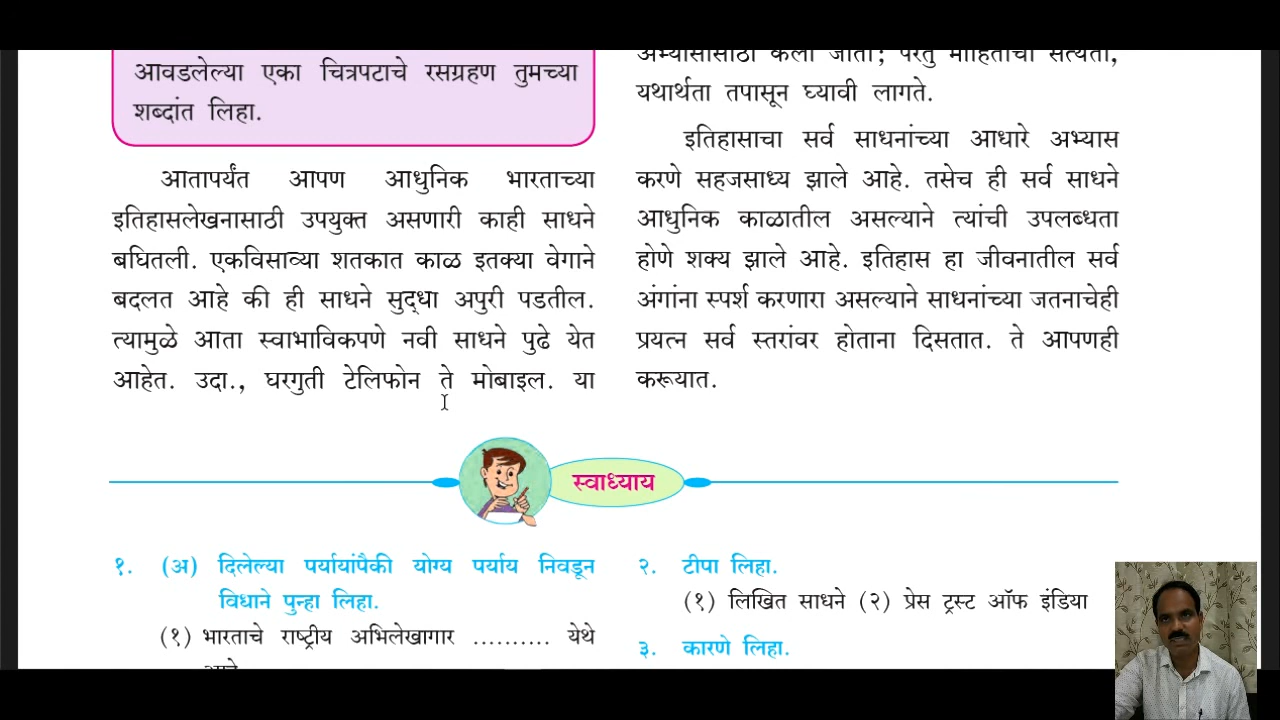 आवडलेल्या एका चित्रपटाचे रसग्रहण तुमच्या
शब्दांत लिहा.
आतापर्यंत आपण आधुनिक भारताच्या
इतिहासलेखनासाठी उपयुक्त असणारी काही साधने
बघितली. एकविसाव्या शतकात काळ इतक्या वेगाने
बदलत आहे की ही साधने सुद्धा अपुरी पडतील.
त्यामुळे आता स्वाभाविकपणे नवी साधने पुढे येत
आहेत. उदा., घरगुती टेलिफोन ते मोबाइल. या
अभ्यासासाठी केला जातो; परंतु माहितीची सत्यता,
यथार्थता तपासून घ्यावी लागते.
इतिहासाचा सर्व साधनांच्या आधारे अभ्यास
करणे सहजसाध्य झाले आहे. तसेच ही सर्व साधने
आधुनिक काळातील असल्याने त्यांची उपलब्धता
होणे शक्य झाले आहे. इतिहास हा जीवनातील सर्व
अंगांना स्पर्श करणारा असल्याने साधनांच्या जतनाचेही
प्रयत्न सर्व स्तरांवर होताना दिसतात. ते आपणही
करूयात.
स्वाध्याय
१. (अ) दिलेल्या पर्यायांपैकी योग्य पर्याय निवडून
विधाने पुन्हा लिहा.
(१) भारताचे राष्ट्रीय अभिलेखागार .......... येथे
२. टीपा लिहा.
(१) लिखित साधने (२) प्रेस ट्रस्ट ऑफ इंडिया
३. कारणे लिहा.